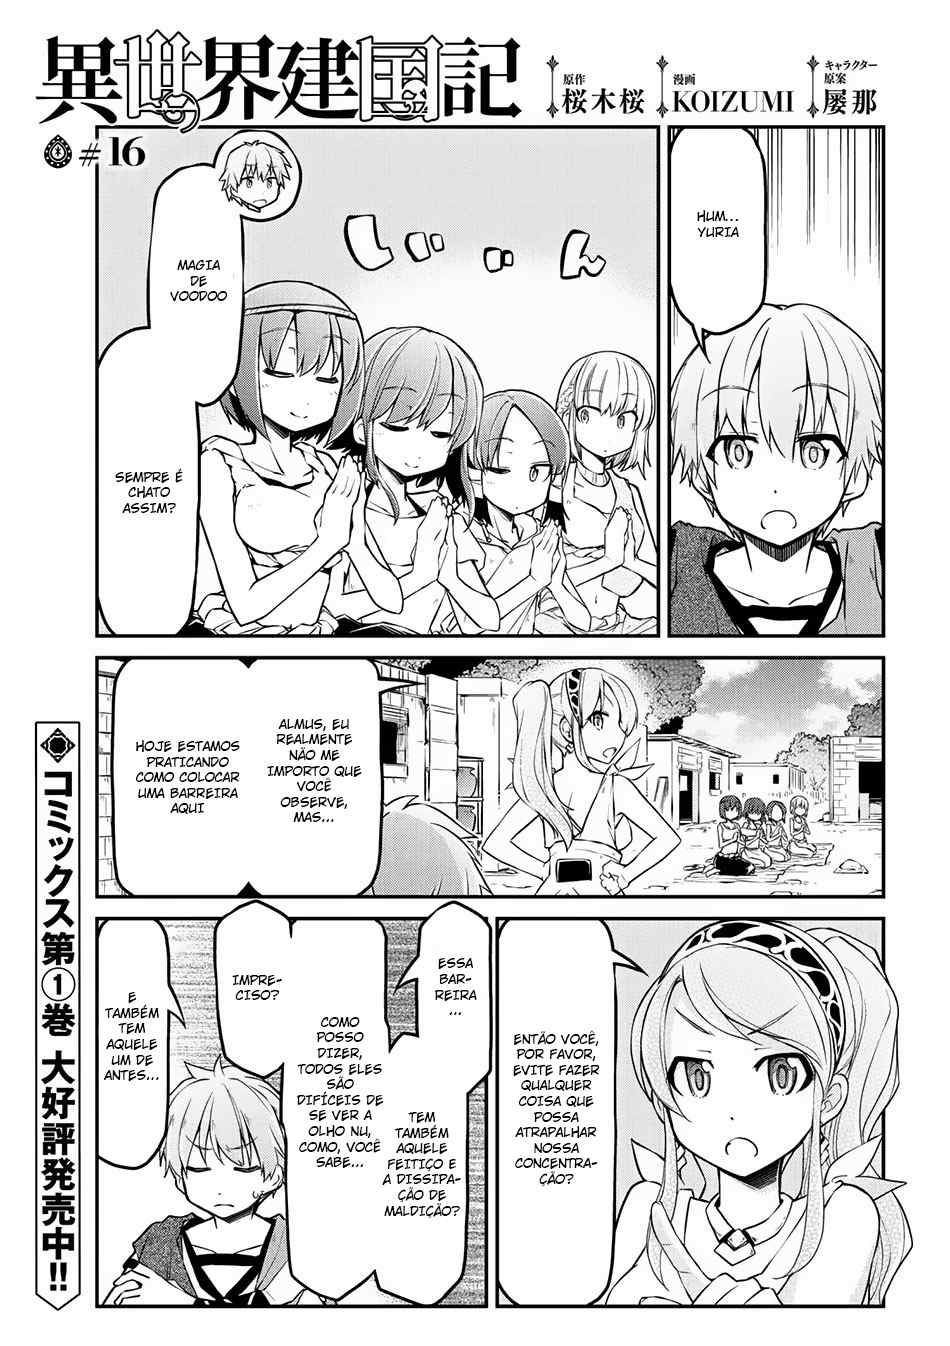 異世界建国記
原作
桜木桜
漫画
KOIZUMI
キャラクター
原案
屡那
#16
HUM...
YURIA
じいいいん
MAGIA
DE
VOODOO
SEMPRE É
CHATO
ASSIM?
ALMUS, EU
REALMENTE
NÃO ME
IMPORTO QUE
VOCÊ
OBSERVE,
MAS...
HOJE ESTAMOS
PRATICANDO
COMO COLOCAR
UMA BARREIRA
AQUI
ENTÃO VOCÊ,
POR FAVOR,
EVITE FAZER
QUALQUER
COISA QUE
POSSA
ATRAPALHAR
NOSSA
CONCENTRA-
ÇÃO?
ESSA
BAR-
REIRA
...
TEM
TAMBÉM
AQUELE
FEITIÇO E
A DISSIPA-
ÇÃO DE
MALDIÇÃO?
COMO
POSSO
DIZER,
TODOS ELES
SÃO
DIFÍCEIS DE
SE VER A
OLHO NU,
COMO, VOCÊ
SABE...
IMPRE-
CISO?
E
TAMBÉM
TEM
AQUELE
UM DE
ANTES...
コミックス第①巻 大好評発売中!!